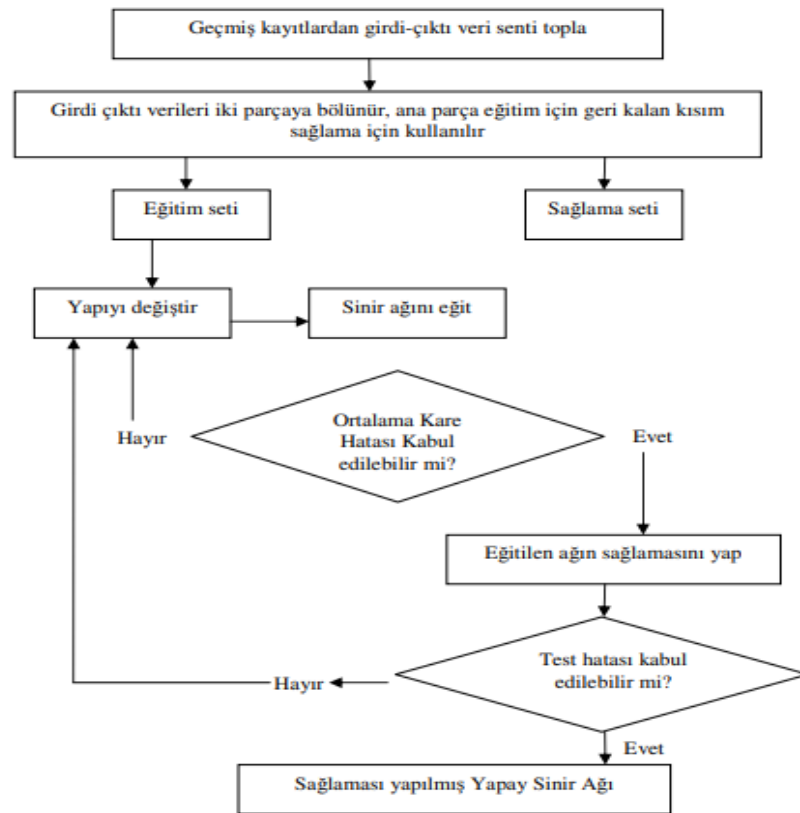 Geçmiş kayıtlardan girdi-çıktı veri senti topla
Girdi çıktı verileri iki parçaya bölünür, ana parça eğitim için geri kalan kısım
sağlama için kullanılır
Eğitim seti
Sağlama seti
Yapıyı değiştir
Sinir ağını eğit
Ortalama Kare
Hatası Kabul
edilebilir mi?
Hayır
Evet
Eğitilen ağın sağlamasını yap
Test hatası kabul
edilebilir mi?
Hayır
Evet
Sağlaması yapılmış Yapay Sinir Ağı